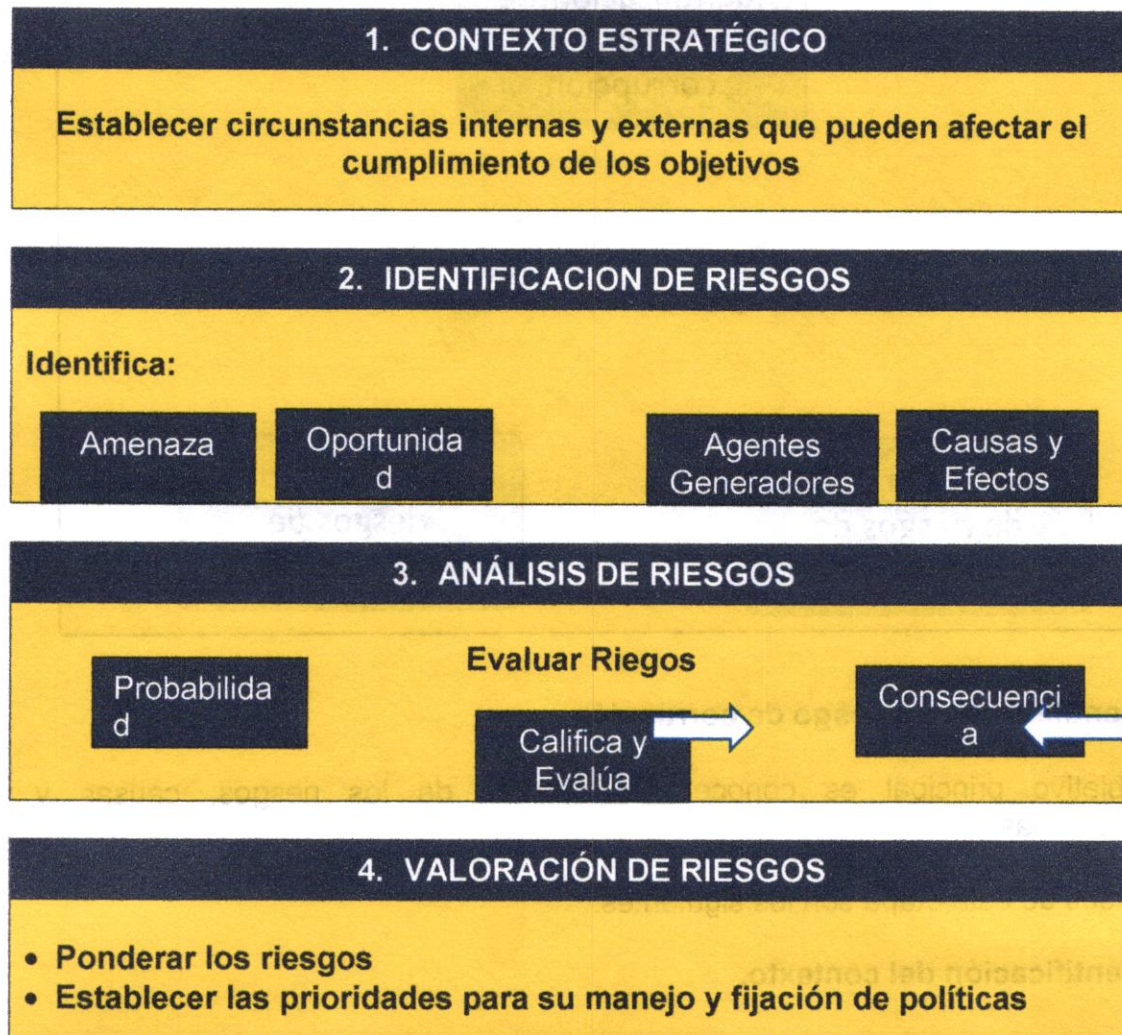 1. CONTEXTO ESTRATÉGICO
Establecer circunstancias internas y externas que pueden afectar el
cumplimiento de los objetivos
2. IDENTIFICACION DE RIESGOS
Identifica:
Amenaza
Oportunida
d
Agentes
Generadores
Causas y
Efectos
3. ANÁLISIS DE RIESGOS
Evaluar Riegos
Probabilida
d
Califica y
Evalúa
Consecuenci
a
4. VALORACIÓN DE RIESGOS
• Ponderar los riesgos
• Establecer las prioridades para su manejo y fijación de políticas